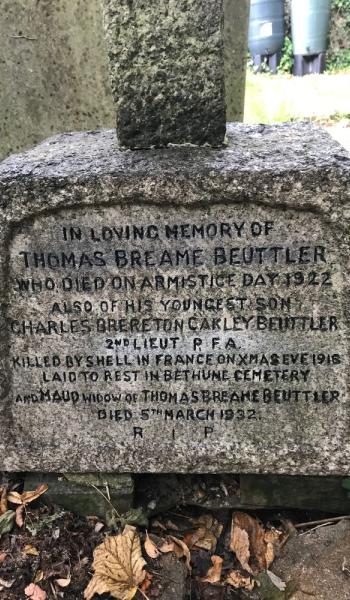 IN LOVING MEMORY OF
THOMAS BREAME BEUTTLER
WHO DIED ON ARMISTICE DAY 1922
ALSO OF HIS YOUNGEST SON
CHARLES BRERETON OAKLEY BEUTTLER
2ND LIEUT R.F.A.
KILLED BY SHELL IN FRANCE ON XMAS EVE 1916
LAID TO REST IN BETHUNE CEMETERY
AND MAUD WIDOW OF THOMAS BREAME BEUTTLER
DIED 5TH MARCH 1932.
R I P